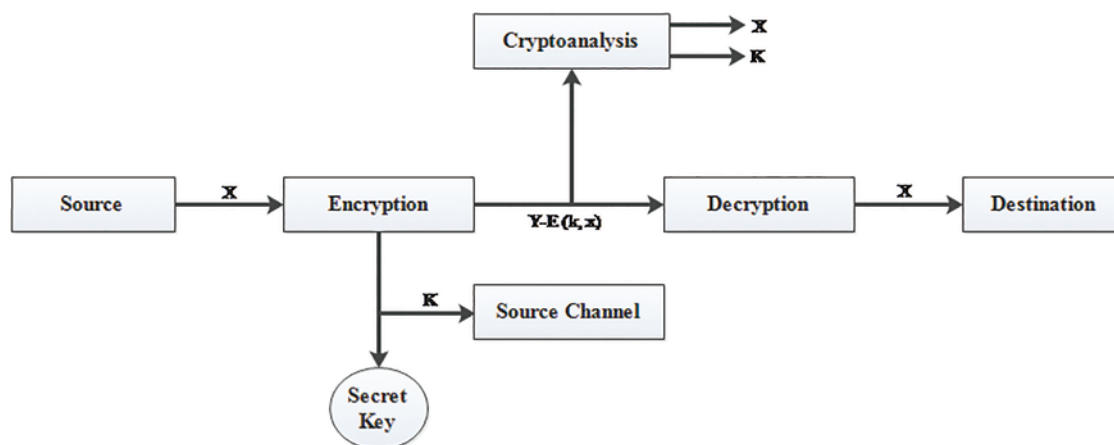 Cryptoanalysis
X
K
Source
X
Encryption
Y-E(k,x)
Decryption
X
Destination
K
Source Channel
Secret
Key